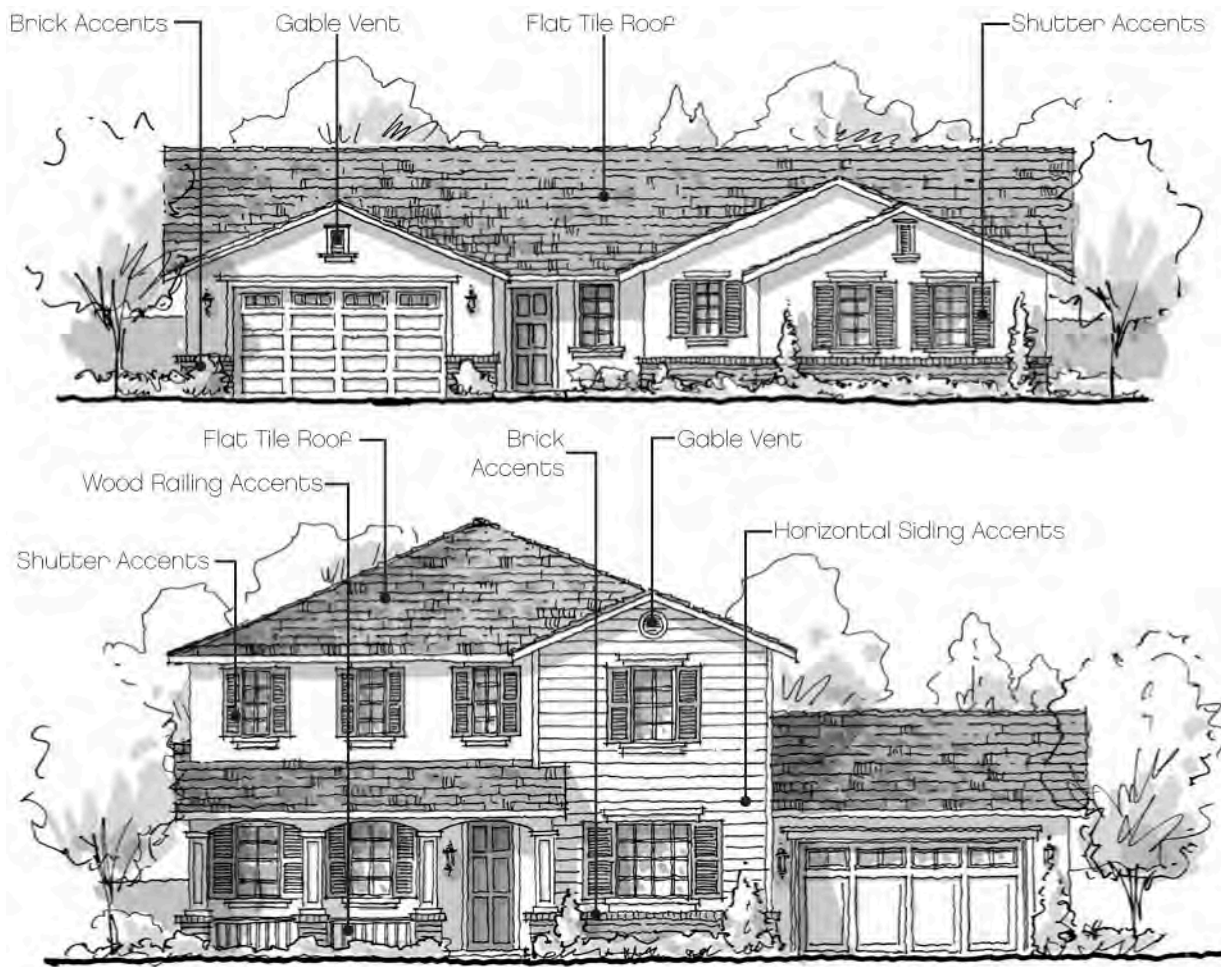 Brick Accents
Gable Vent
Flat Tile Roof
Shutter Accents
Flat Tile Roof
Brick
Accents
Gable Vent
Wood Railing Accents
Horizontal Siding Accents
Shutter Accents